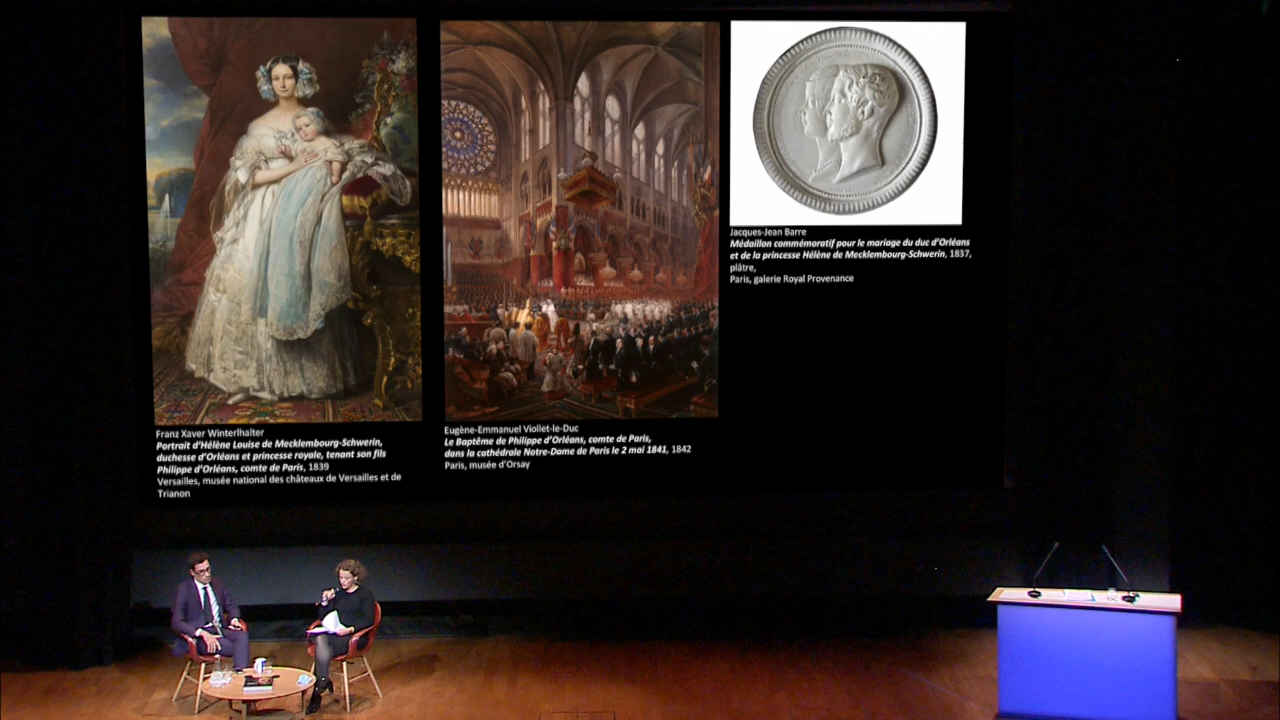 Franz Xaver Winterlhalter
Portrait d'Hélène Louise de Mecklembourg-Schwerin,
duchesse d'Orléans et princesse royale, tenant son fils
Philippe d'Orléans, comte de Paris, 1839
Versailles, musée national des châteaux de Versailles et de
Trianon
Eugène-Emmanuel Viollet-le-Duc
Le Baptême de Philippe d'Orléans, comte de Paris,
dans la cathédrale Notre-Dame de Paris le 2 mai 1841, 1842
Paris, musée d'Orsay
Jacques-Jean Barre
Médaillon commémoratif pour le mariage du duc d'Orléans
et de la princesse Hélène de Mecklembourg-Schwerin, 1837,
plâtre,
Paris, galerie Royal Provenance